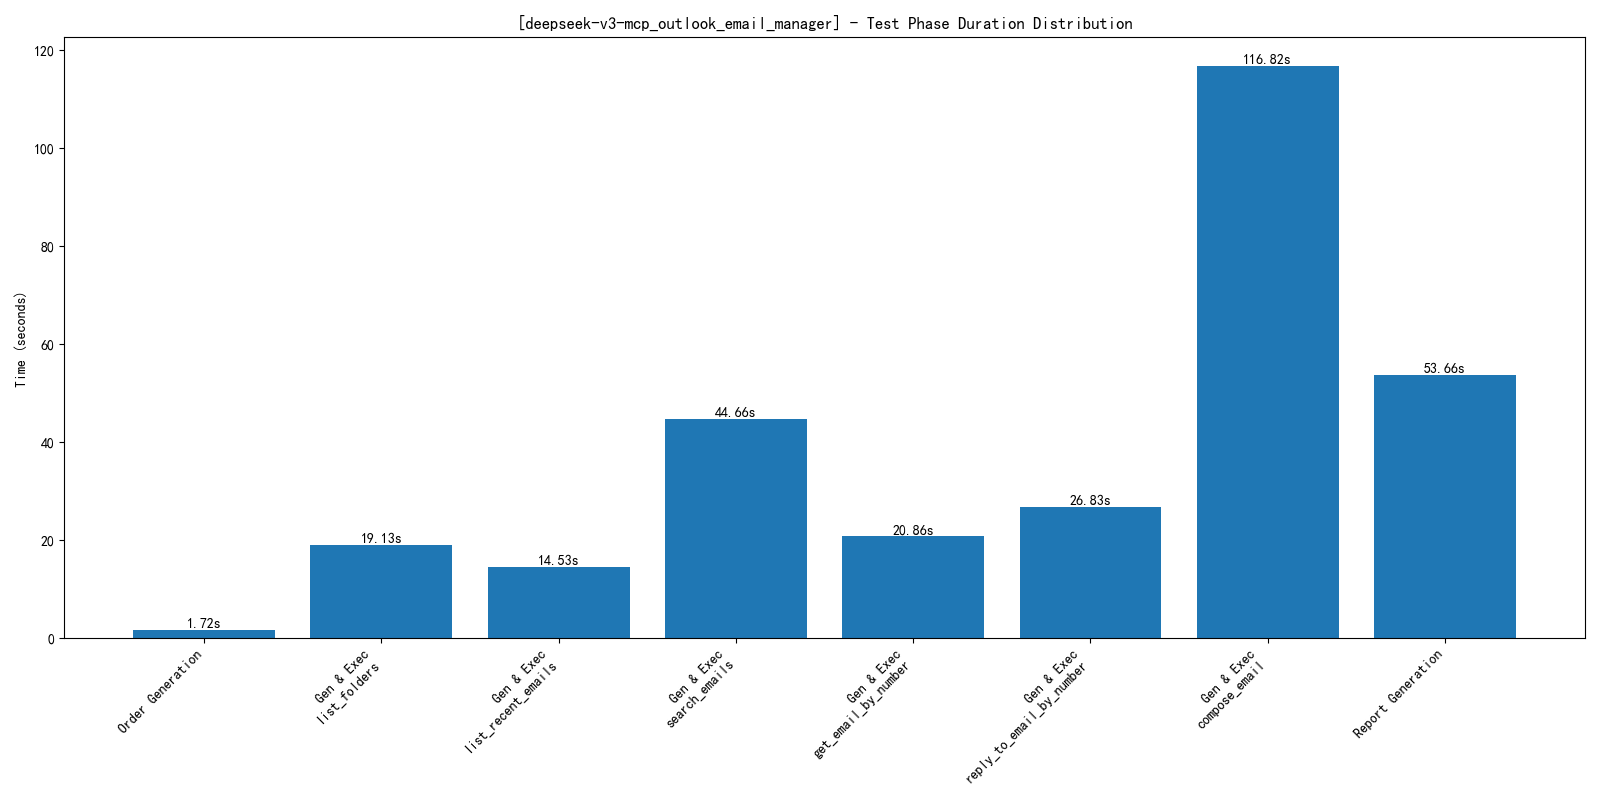 [deepseek-v3-mcp_outlook_email_manager] - Test Phase Duration Distribution
Time (seconds)
120
100
80
60
40
20
0
1.72s
19.13s
14.53s
44.66s
20.86s
26.83s
116.82s
53.66s
Order Generation
Gen & Exec
list_folders
Gen & Exec
list_recent_emails
Gen & Exec
search_emails
Gen & Exec
get_email_by_number
Gen & Exec
reply_to_email_by_number
Gen & Exec
compose_email
Report Generation